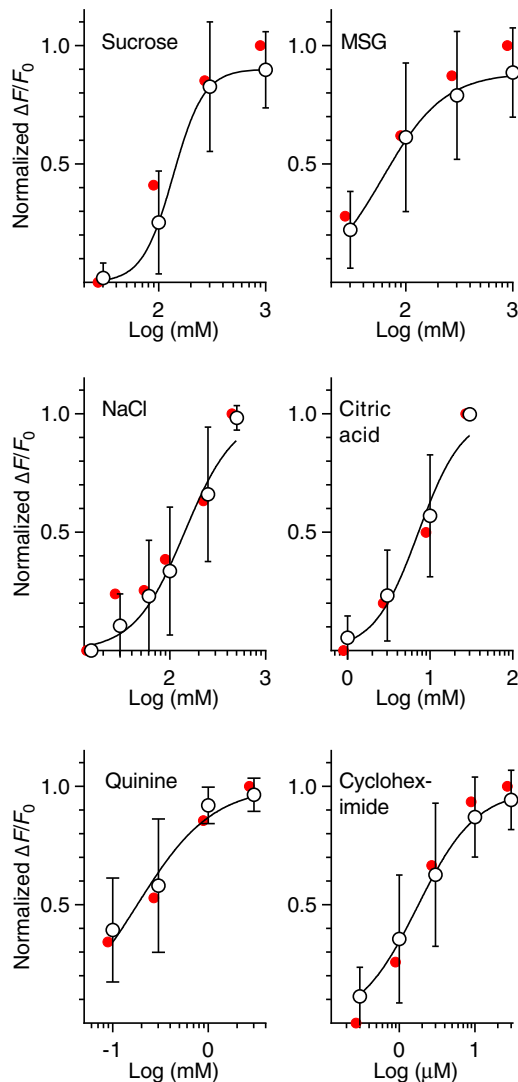 Sucrose
Normalized ΔF/F0
1.0
0.5
2
3
Log (mM)
MSG
1.0
0.5
2
3
Log (mM)
NaCl
Normalized ΔF/F0
1.0
0.5
2
3
Log (mM)
Citric
acid
1.0
0.5
0
1
2
Log (mM)
Quinine
Normalized ΔF/F0
1.0
0.5
-1
0
Log (mM)
Cyclohex-
imide
1.0
0.5
0
1
Log (μM)